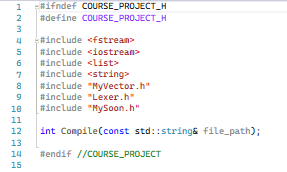 1 #ifndef COURSE_PROJECT_H
2 #define COURSE_PROJECT_H
3
4 #include <fstream>
5 #include <iostream>
6 #include <list>
7 #include <string>
8 #include "MyVector.h"
9 #include "Lexer.h"
10 #include "MySoon.h"
11
12 int Compile(const std::string& file_path);
13
14 #endif //COURSE_PROJECT
15